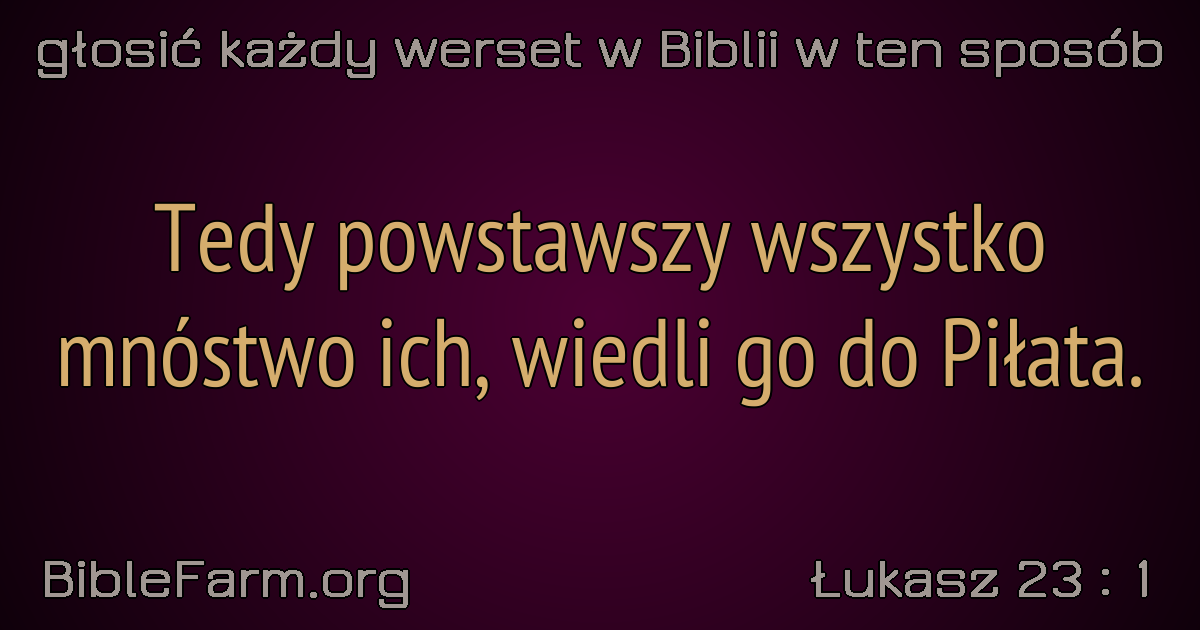 głosić każdy werset w Biblii w ten sposób
Tedy powstawszy wszystko
mnóstwo ich, wiedli go do Piłata.
BibleFarm.org
Łukasz 23 : 1